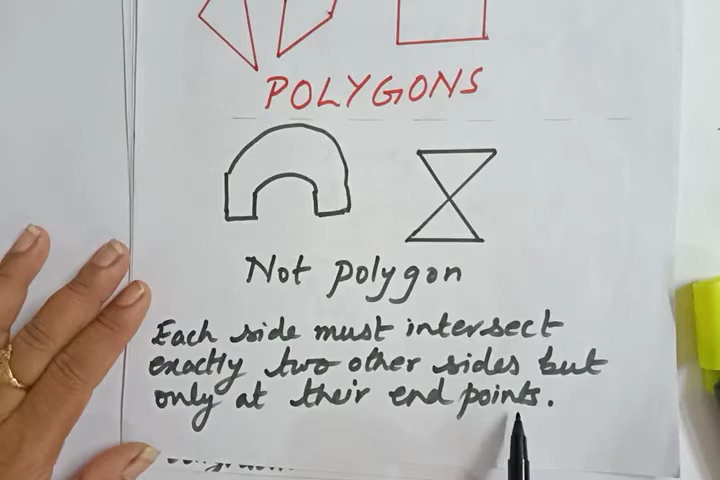 POLYGONS
Not polygon
Each side must intersect
exactly two other sides but
only at their end points.